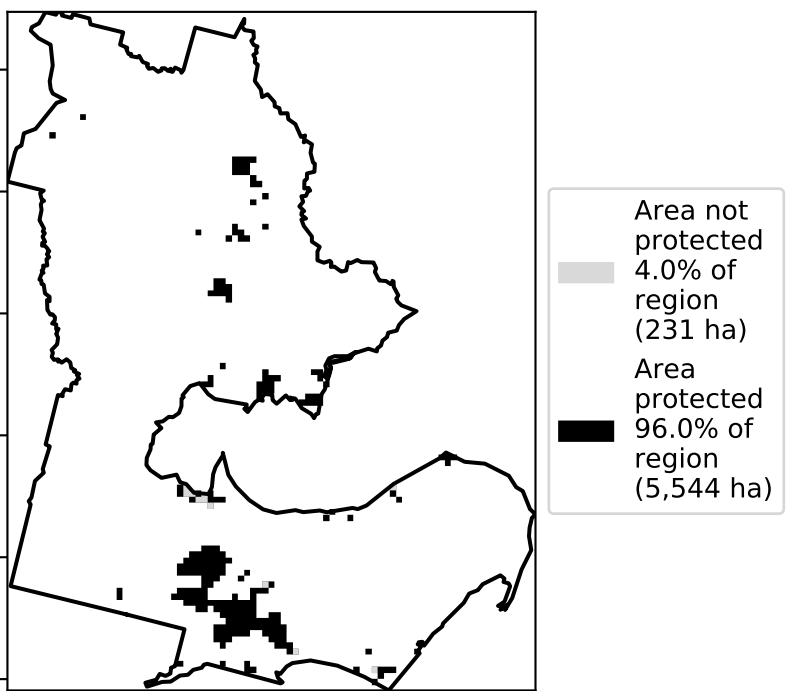 Area not
protected
4.0% of
region
(231 ha)
Area
protected
96.0% of
region
(5,544 ha)